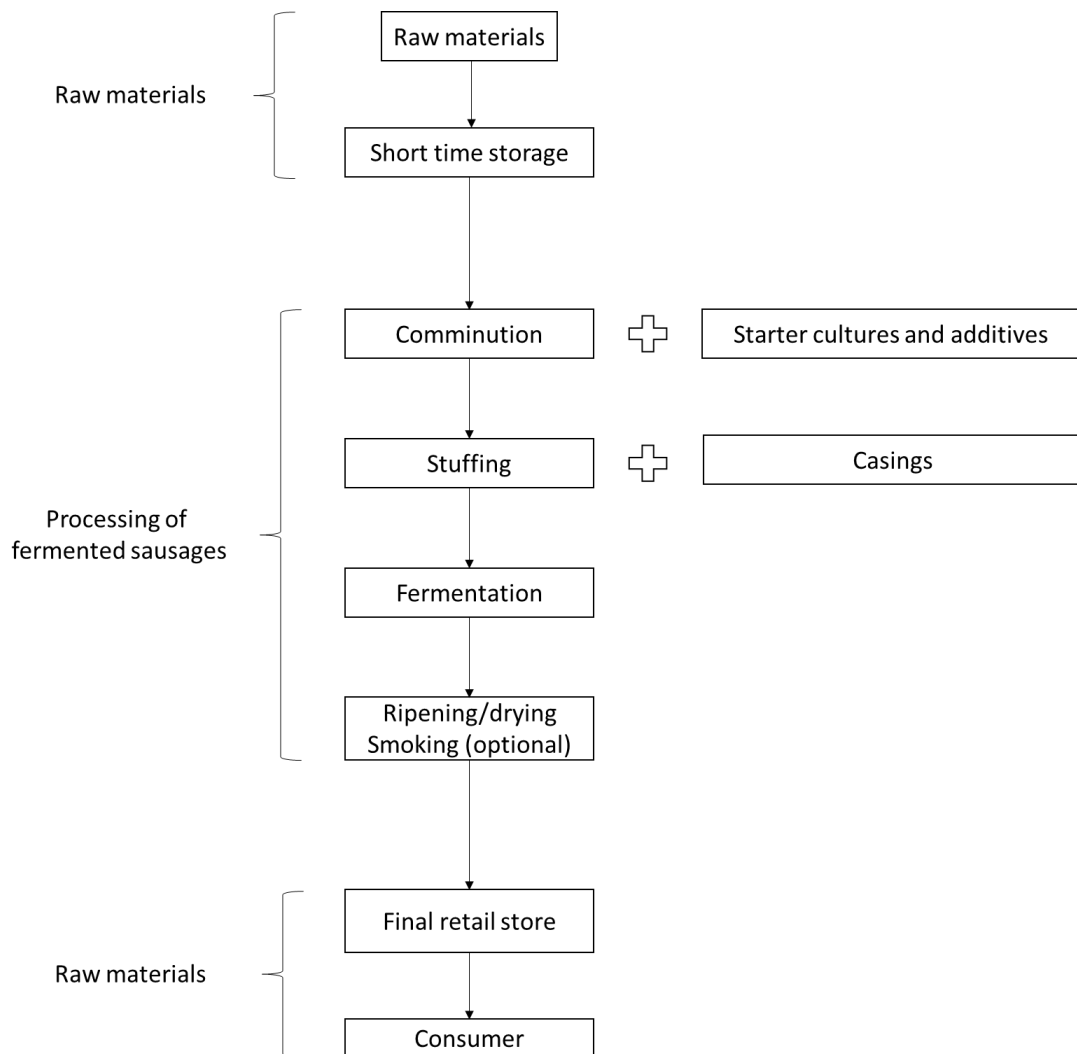 Raw materials
Raw materials
Short time storage
Comminution
Starter cultures and additives
Stuffing
Casings
Processing of
fermented sausages
Fermentation
Ripening/drying
Smoking (optional)
Final retail store
Raw materials
Consumer